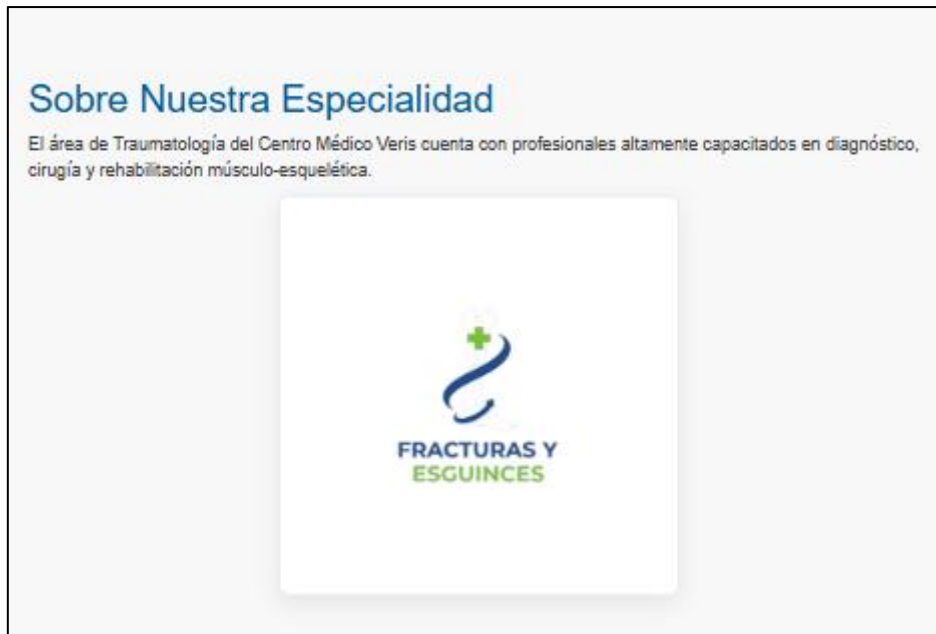 Sobre Nuestra Especialidad
El área de Traumatología del Centro Médico Veris cuenta con profesionales altamente capacitados en diagnóstico,
cirugía y rehabilitación músculo-esquelética.
FRACTURAS Y
ESGUINCES